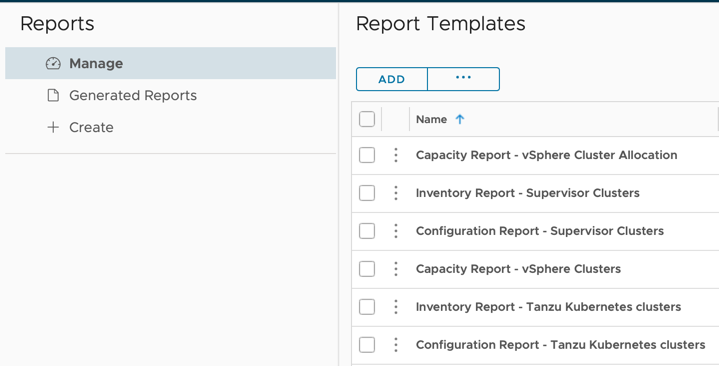 Reports
Manage
Generated Reports
Create
Report Templates
ADD ...
Name
Capacity Report - vSphere Cluster Allocation
Inventory Report - Supervisor Clusters
Configuration Report - Supervisor Clusters
Capacity Report - vSphere Clusters
Inventory Report - Tanzu Kubernetes clusters
Configuration Report - Tanzu Kubernetes clusters